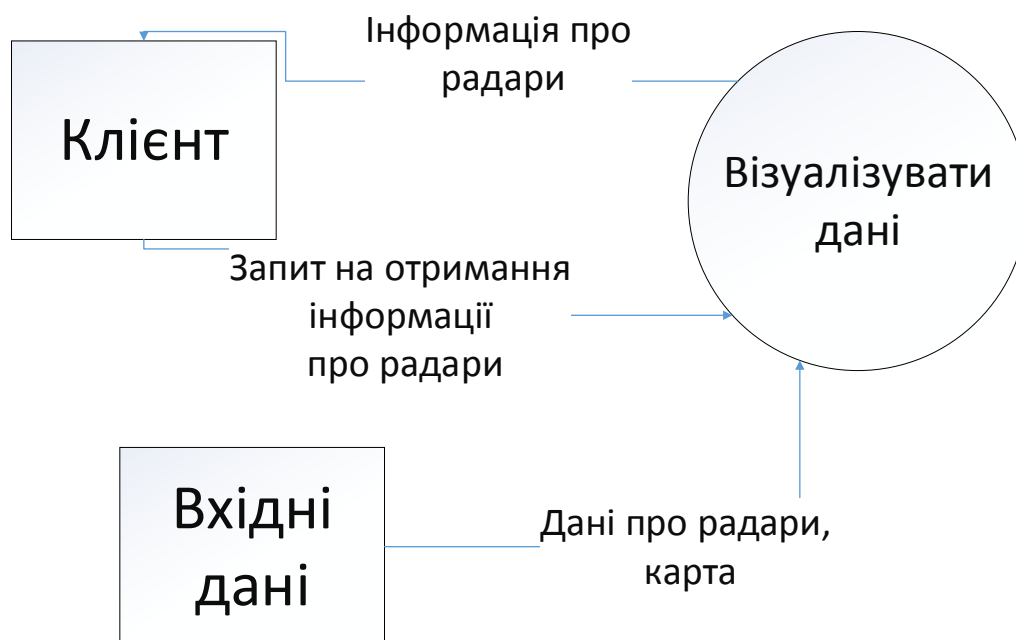 Інформація про
радари
Клієнт
Візуалізувати
дані
Запит на отримання
інформації
про радари
Вхідні
дані
Дані про радари,
карта